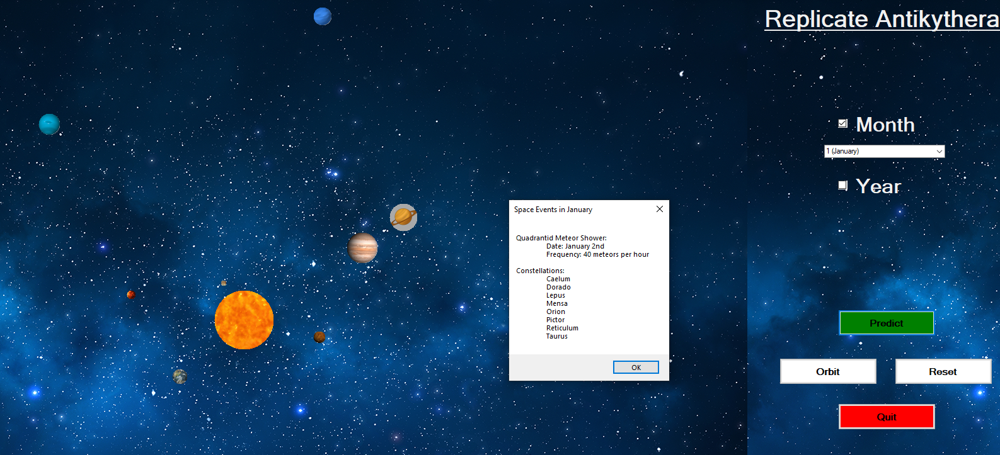 Replicate Antikythera
Month
1 (January)
Year
Space Events in January
Quadrantid Meteor Shower:
Date: January 2nd
Frequency: 40 meteors per hour
Constellations:
Caelum
Dorado
Lepus
Mensa
Orion
Pictor
Reticulum
Taurus
OK
Predict
Orbit
Reset
Quit